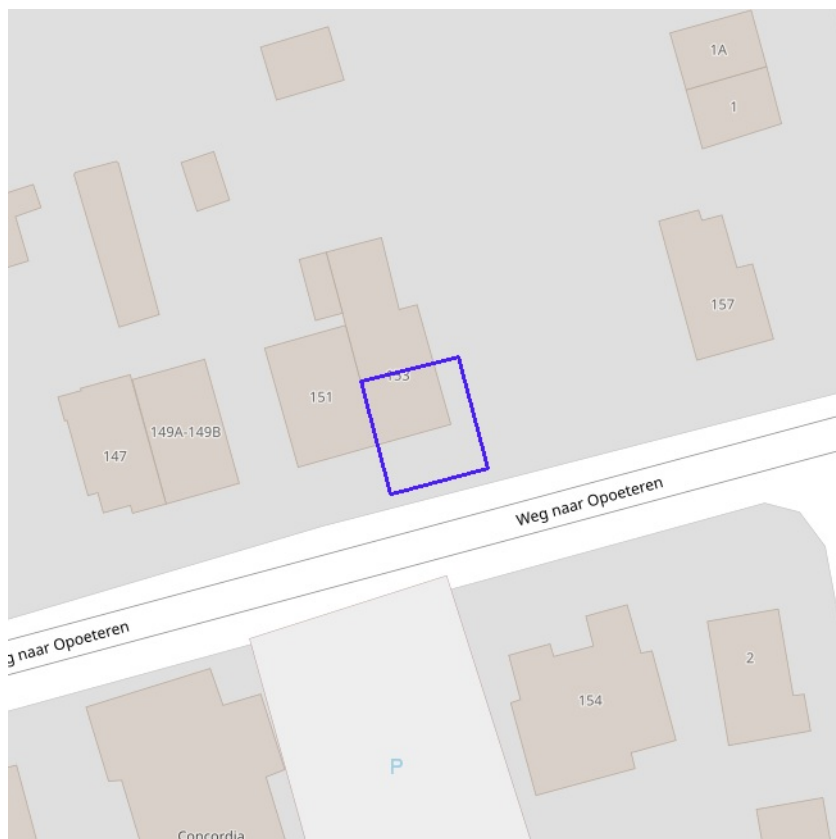 1A
1
157
153
151
149A-149B
147
Weg naar Opoeteren
g naar Opoeteren
2
154
P
Concordia